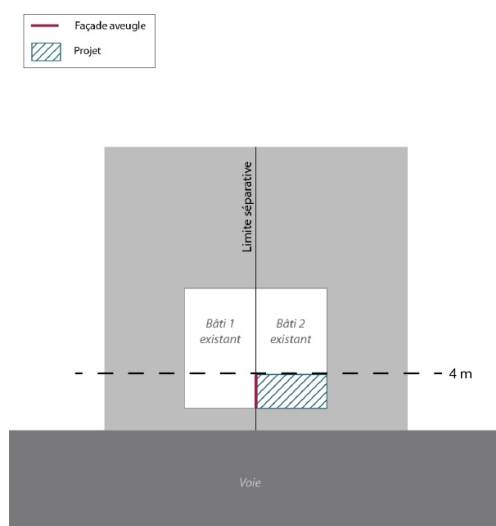 Façade aveugle
Projet
Limite séparative
Bâti 1
existant
Bâti 2
existant
4 m
Voie